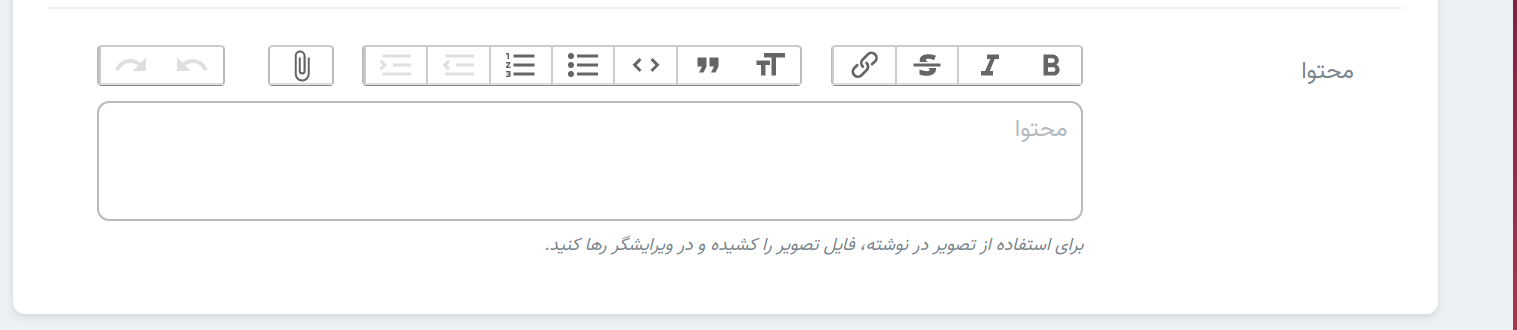 محتوا
B
محتوا
برای استفاده از تصویر در نوشته، فایل تصویر را کشیده و در ویرایشگر رها کنید.